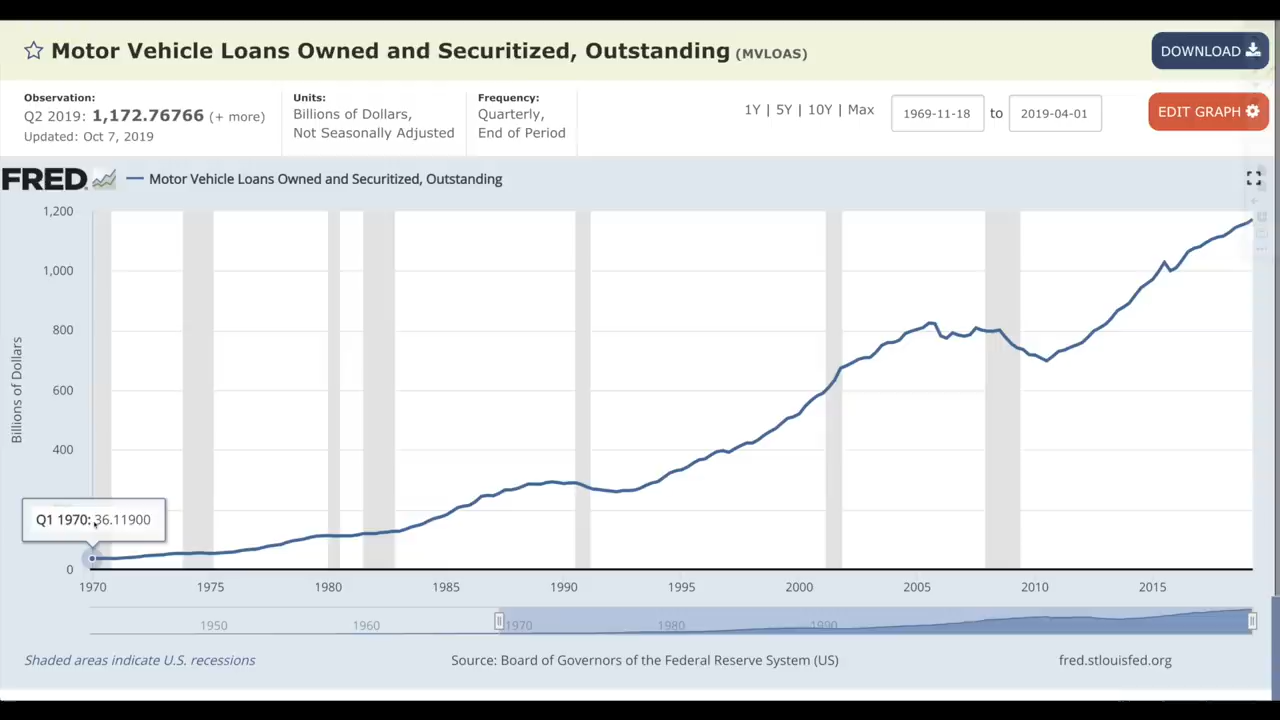 Motor Vehicle Loans Owned and Securitized, Outstanding (MVLOAS)
DOWNLOAD
Observation:
Q2 2019: 1,172.76766 (+ more)
Updated: Oct 7, 2019
Units:
Billions of Dollars,
Not Seasonally Adjusted
Frequency:
Quarterly,
End of Period
1Y | 5Y | 10Y | Max
1969-11-18 to 2019-04-01
EDIT GRAPH
FRED
Motor Vehicle Loans Owned and Securitized, Outstanding
Billions of Dollars
1,200
1,000
800
600
400
0
Q1 1970: 36.11900
1970 1975 1980 1985 1990 1995 2000 2005 2010 2015
1950 1960 1970 1980 1990
Shaded areas indicate U.S. recessions
Source: Board of Governors of the Federal Reserve System (US)
fred.stlouisfed.org